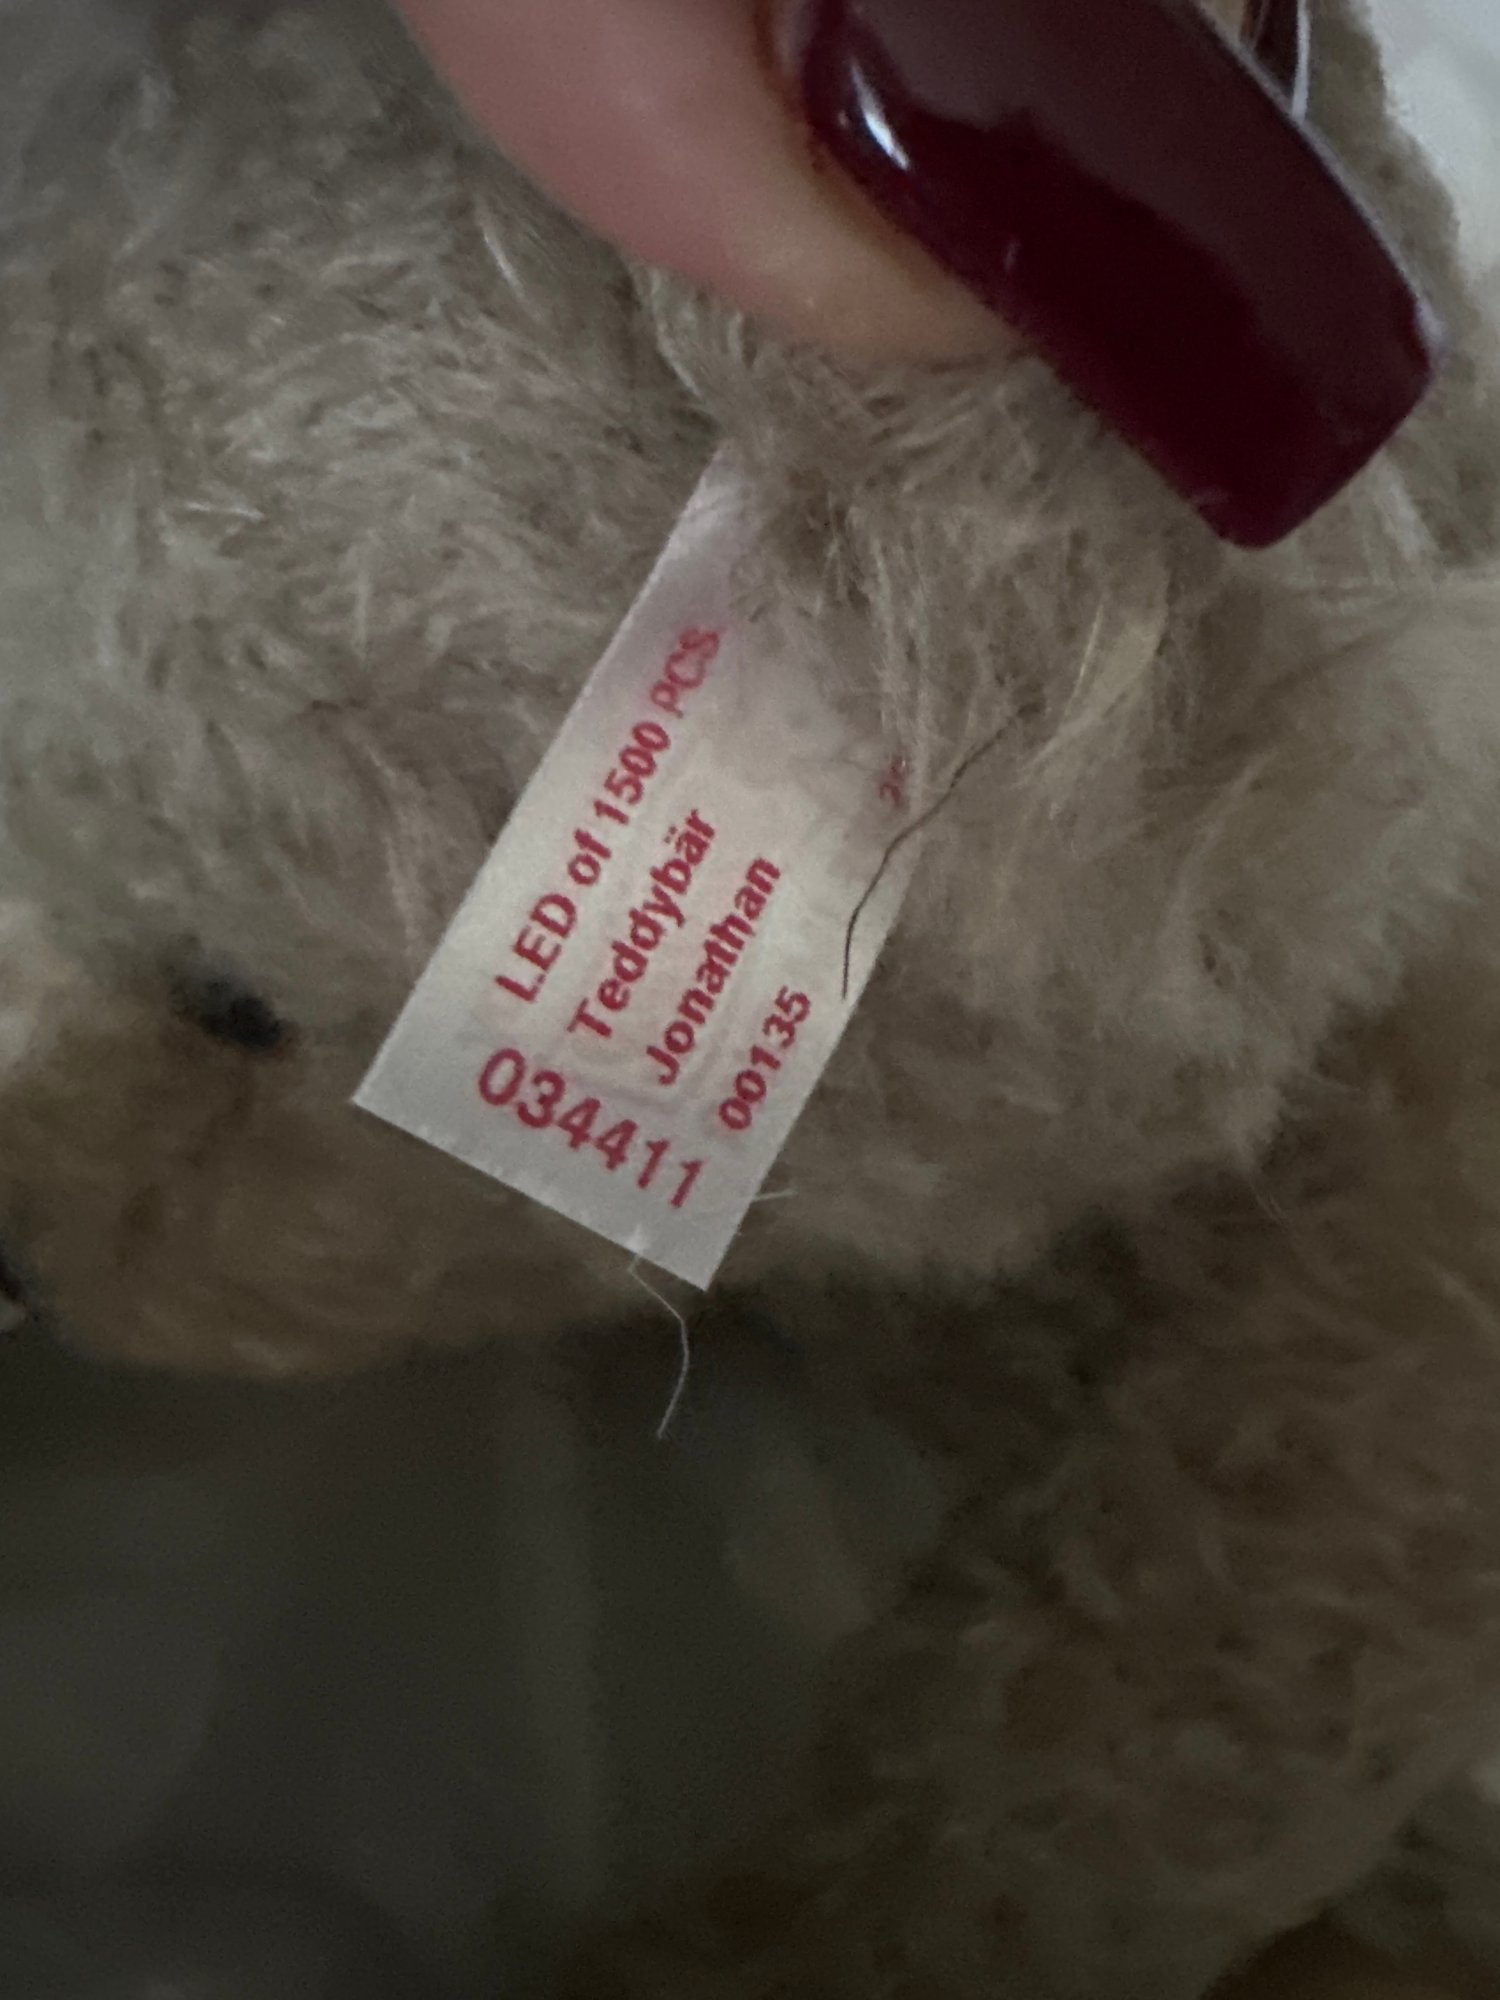 LED of 1500 PCS
Teddybär
Jonathan
00135
034411